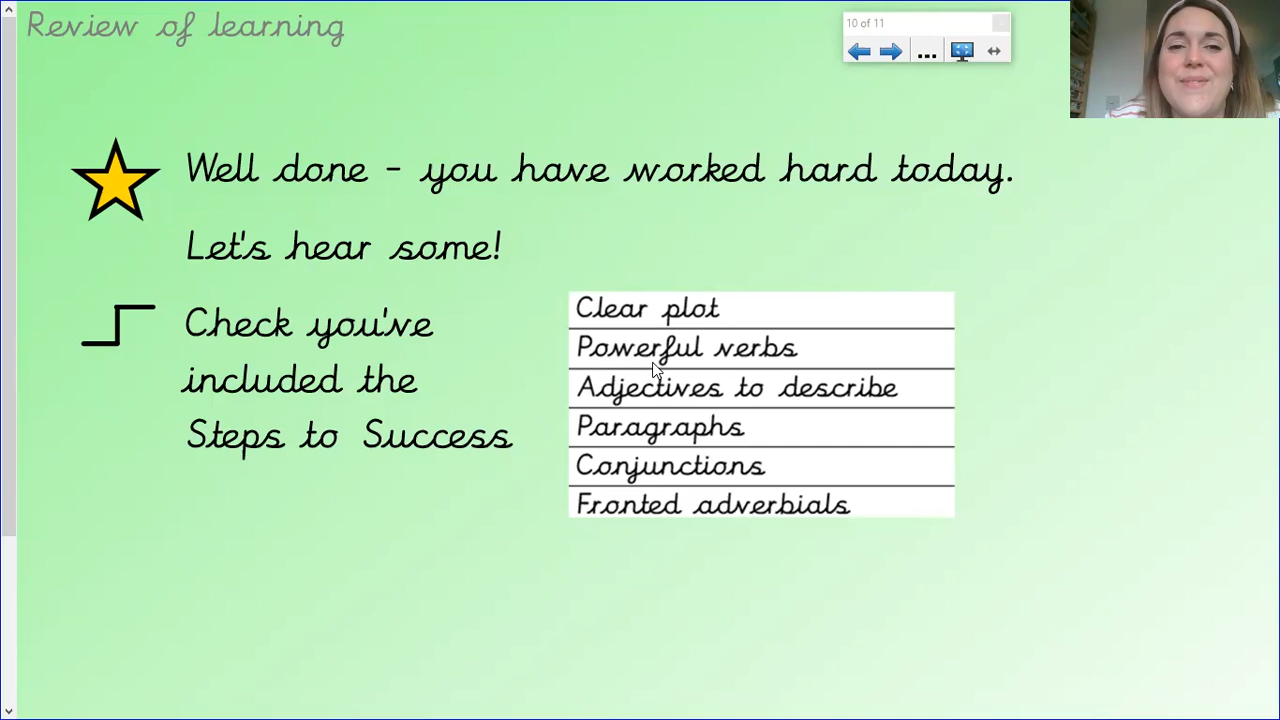 Review of learning
10 of 11
Well done - you have worked hard today.
Let's hear some!
Check you've
included the
Steps to Success
Clear plot
Powerful verbs
Adjectives to describe
Paragraphs
Conjunctions
Fronted adverbials